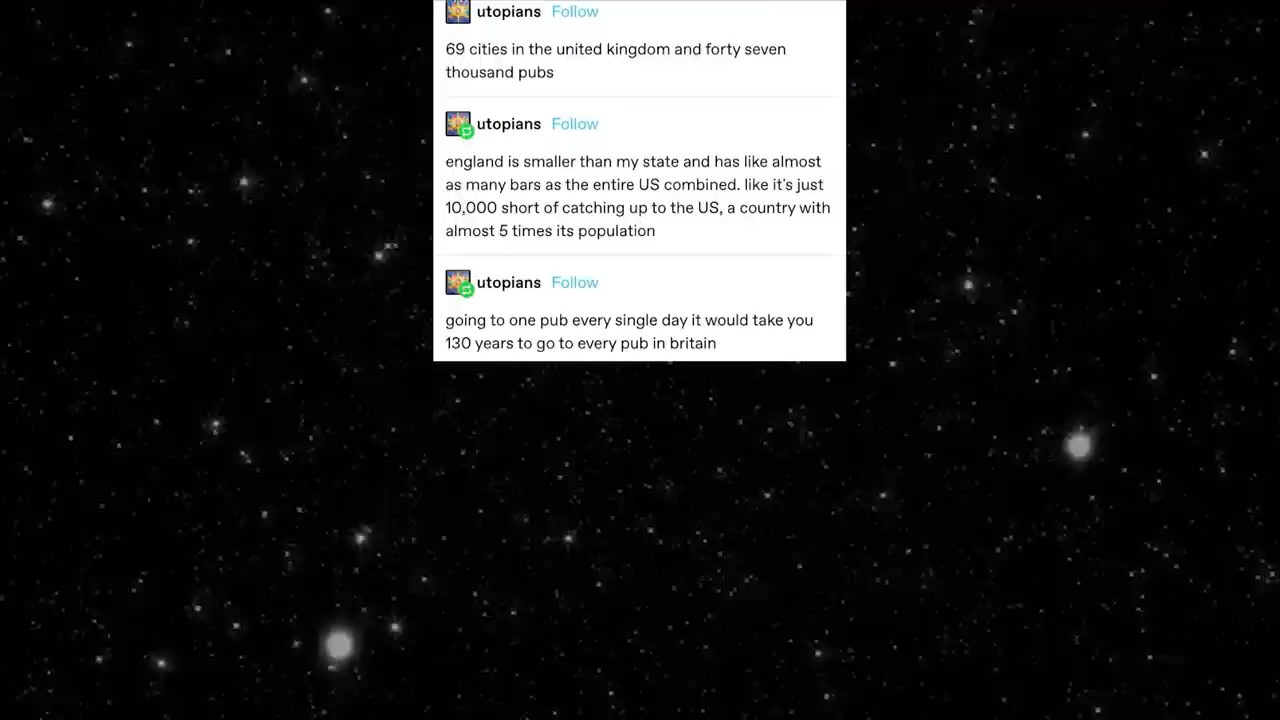 utopians Follow
69 cities in the united kingdom and forty seven
thousand pubs
utopians Follow
england is smaller than my state and has like almost
as many bars as the entire US combined. like it's just
10,000 short of catching up to the US, a country with
almost 5 times its population
utopians Follow
going to one pub every single day it would take you
130 years to go to every pub in britain